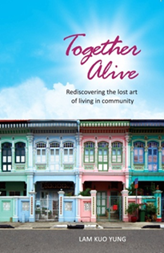 Together
Alive
Rediscovering the lost art
of living in community
LAM KUO YUNG